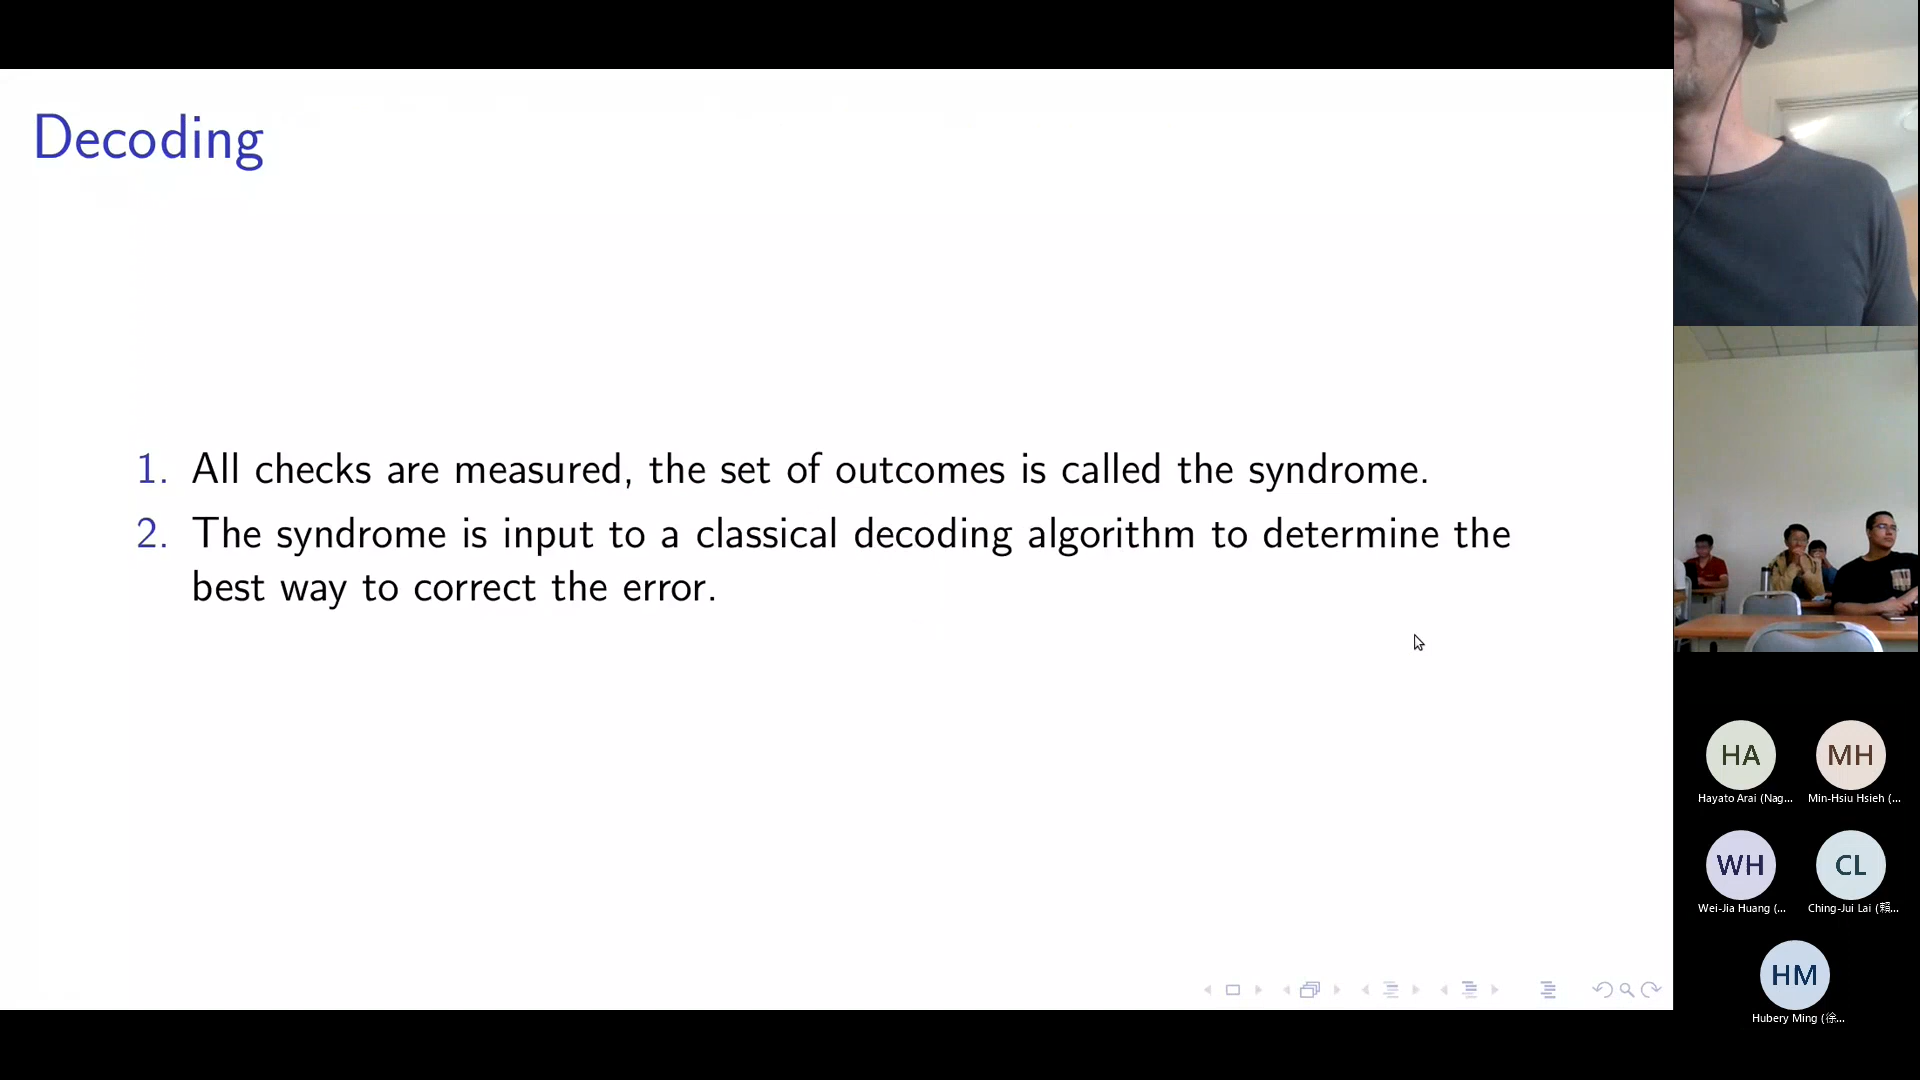 Decoding
1. All checks are measured, the set of outcomes is called the syndrome.
2. The syndrome is input to a classical decoding algorithm to determine the
best way to correct the error.
HA
MH
Hayato Arai (Nag...
Min-Hsiu Hsieh (...
WH
CL
Wei-Jia Huang (...
Ching-Jui Lai (賴...
HM
Hubery Ming (徐...